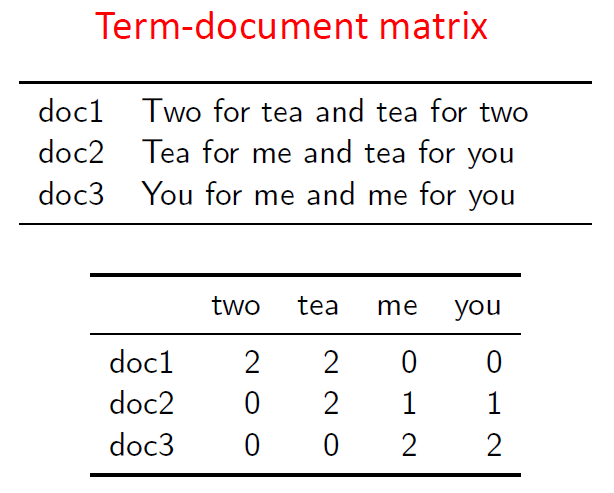 Term-document matrix
doc1 Two for tea and tea for two
doc2 Tea for me and tea for you
doc3 You for me and me for you
two tea me you
doc1 2 2 0 0
doc2 0 2 1 1
doc3 0 0 2 2